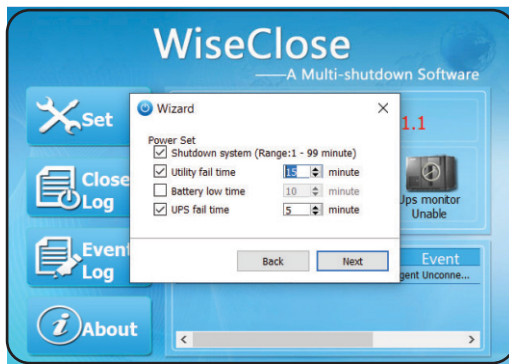 WiseClose
——A Multi-shutdown Software
Set
Close
Log
Event
Log
About
Wizard
Power Set
Shutdown system (Range:1 - 99 minute)
Utility fail time 15 minute
Battery low time 10 minute
UPS fail time 5 minute
Back Next
1.1
Ups monitor
Unable
Event
gent Unconne...